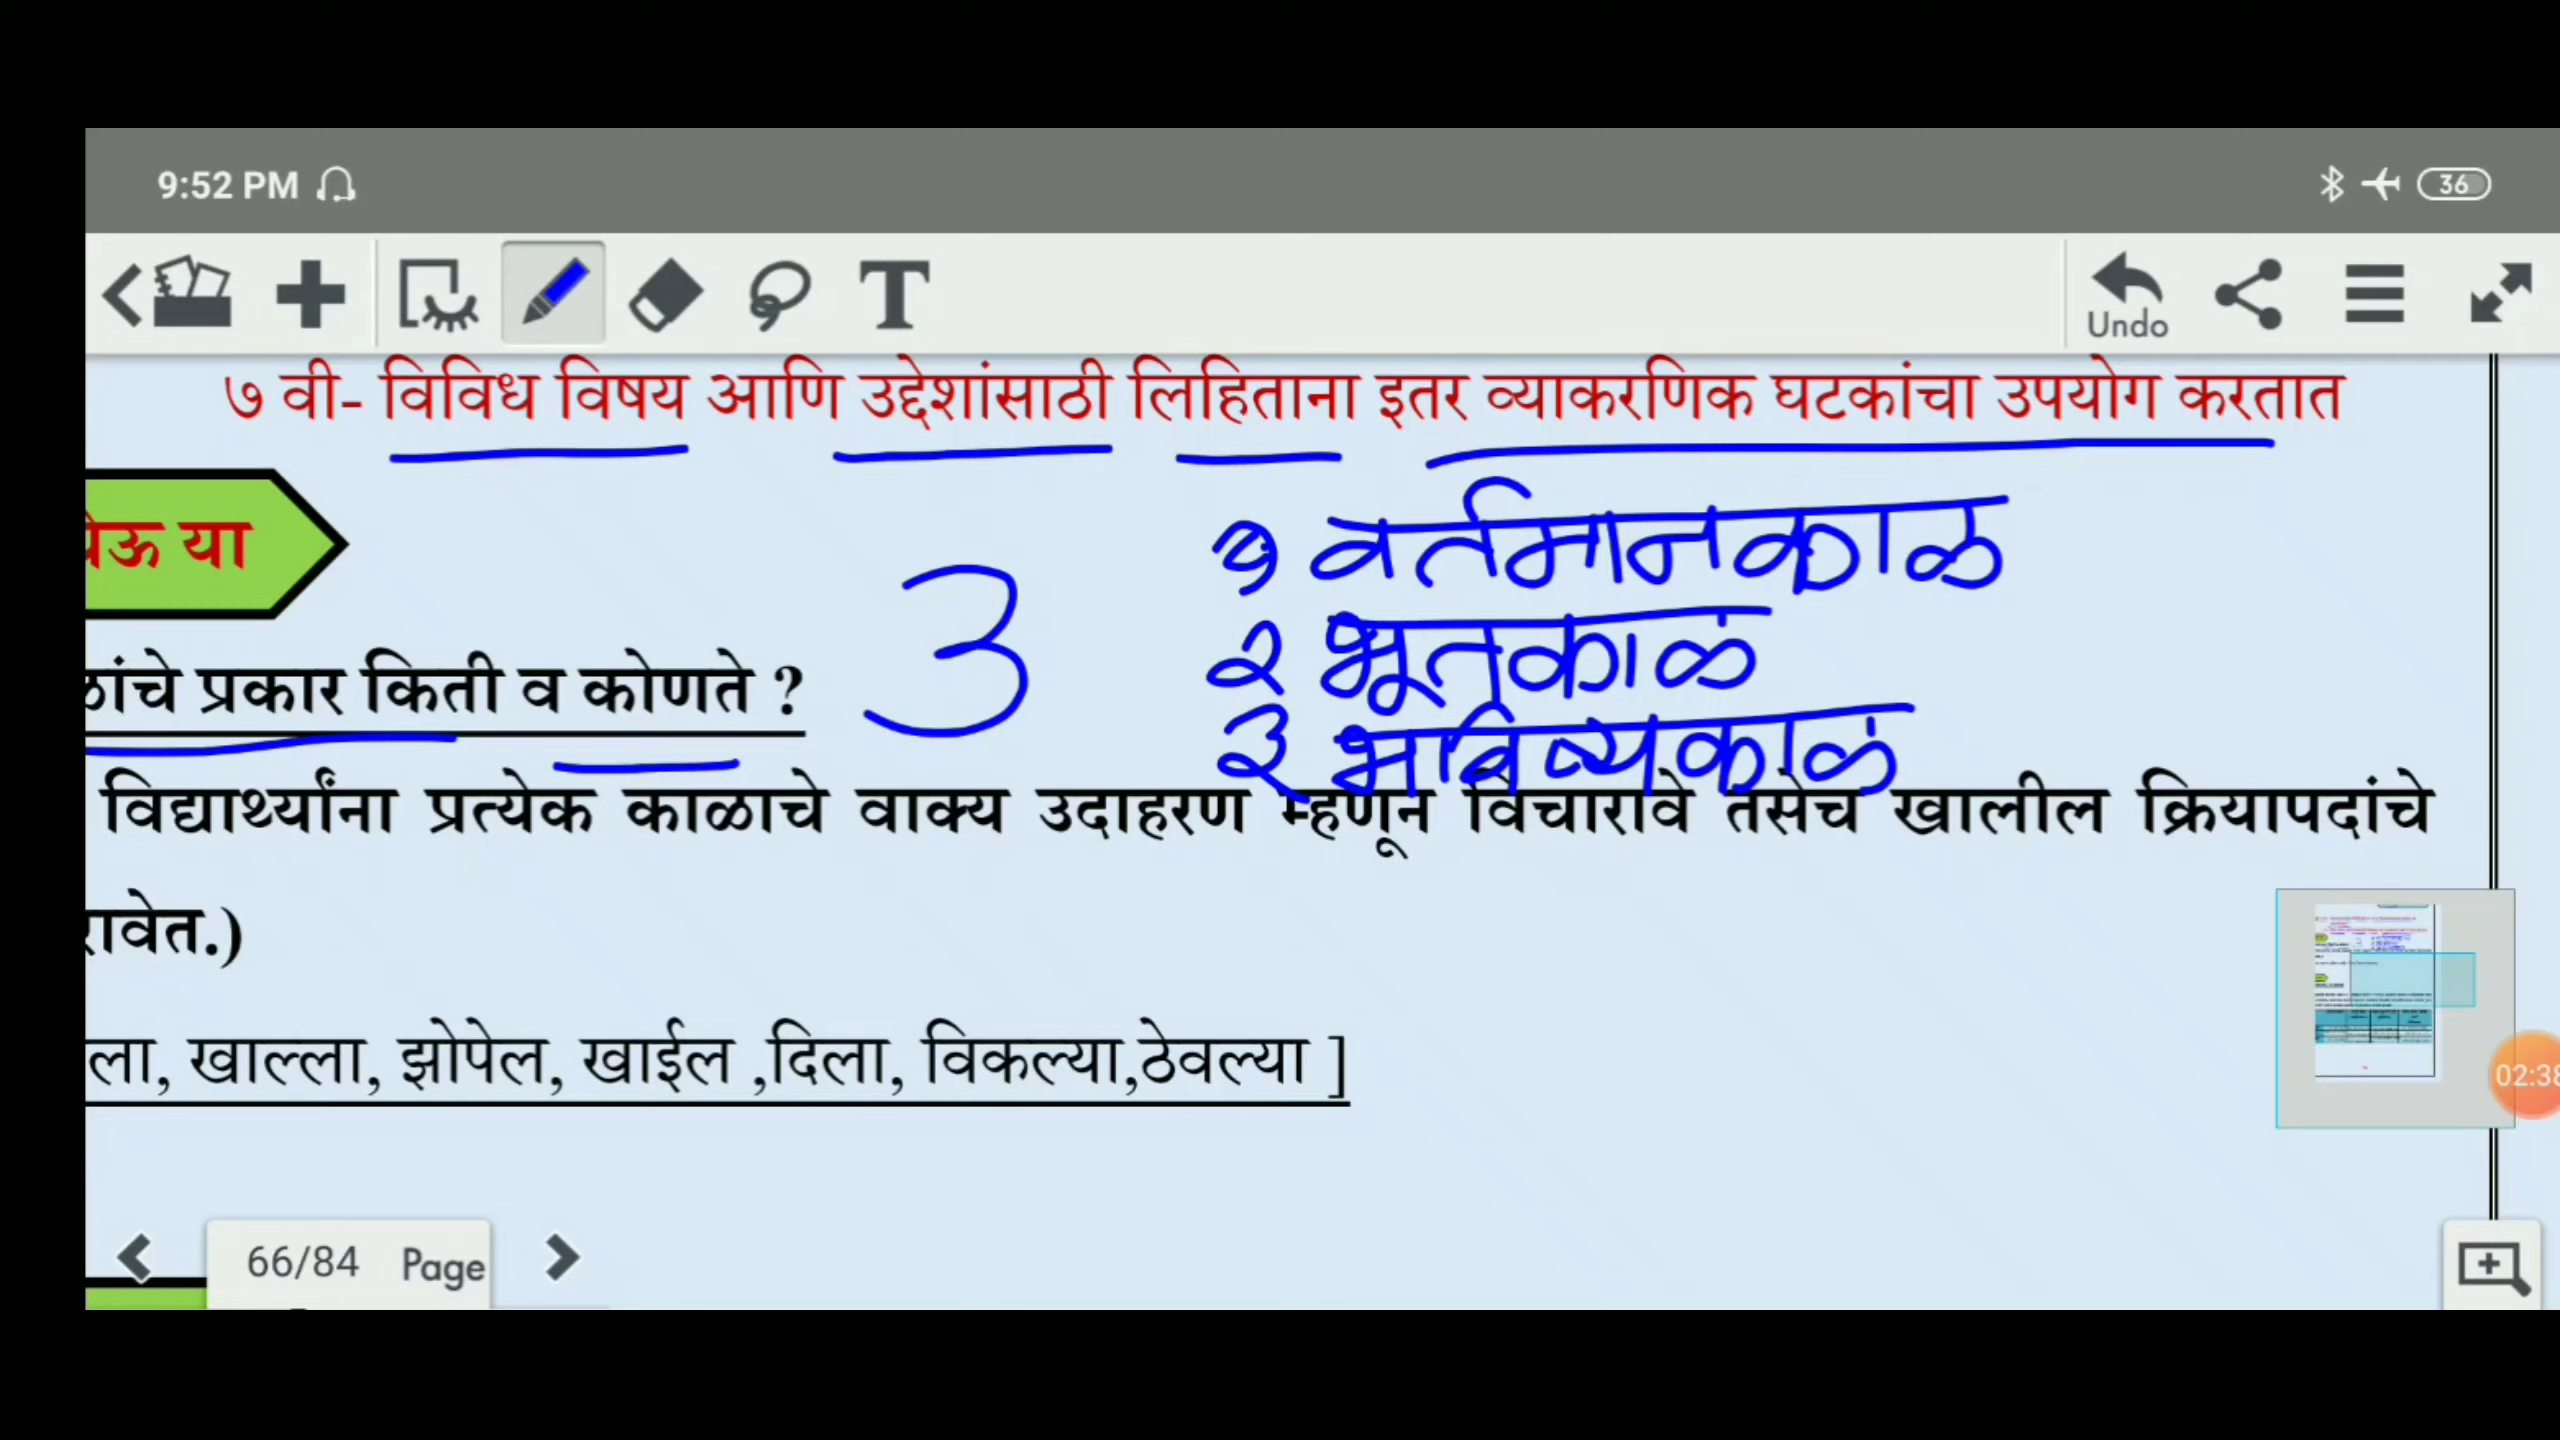 9:52 PM
36
T
Undo
७ वी- विविध विषय आणि उद्देशांसाठी लिहिताना इतर व्याकरणिक घटकांचा उपयोग करतात
१ वर्तमानकाळ
येऊ या
3
२ भूतकाळ
ळांचे प्रकार किती व कोणते ?
३ भविष्यकाळ
विद्यार्थ्यांना प्रत्येक काळाचे वाक्य उदाहरण म्हणून विचारावे तसेच खालील क्रियापदांचे
रावेत.)
ला, खाल्ला, झोपेल, खाईल ,दिला, विकल्या,ठेवल्या ]
02:38
66/84 Page